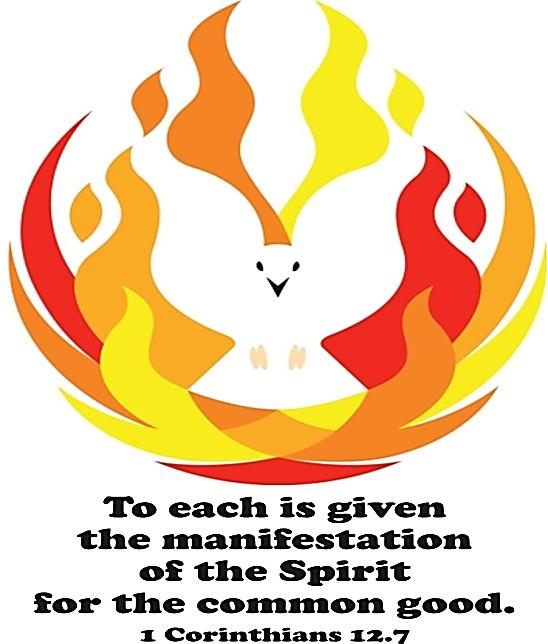 To each is given
the manifestation
of the Spirit
for the common good.
1 Corinthians 12.7